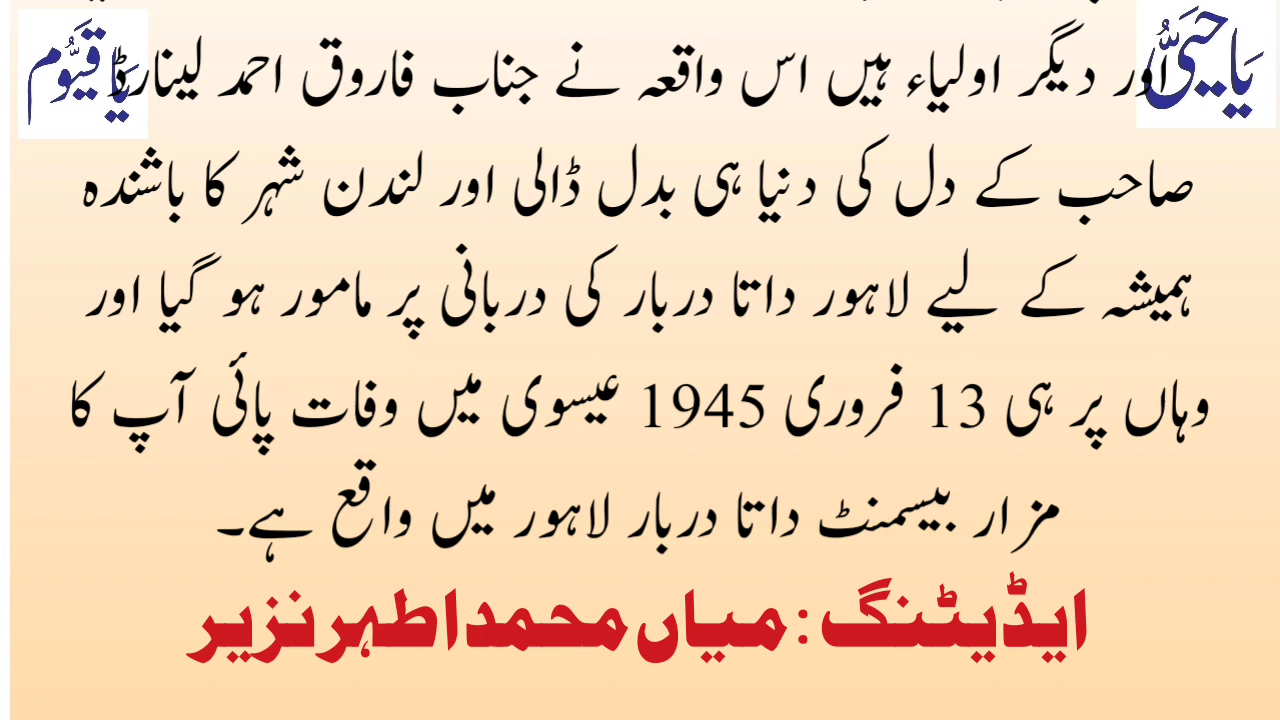 یَا حَیُّ
یَا قَیُّوْمُ
اور دیگر اولیاء ہیں اس واقعہ نے جناب فاروق احمد لینارڈ
صاحب کے دل کی دنیا ہی بدل ڈالی اور لندن شہر کا باشندہ
ہمیشہ کے لیے لاہور داتا دربار کی دربانی پر مامور ہو گیا اور
وہاں پر ہی 13 فروری 1945 عیسوی میں وفات پائی آپ کا
مزار بیسمنٹ داتا دربار لاہور میں واقع ہے۔
ایڈیٹنگ : میاں محمد اطہر نزیر